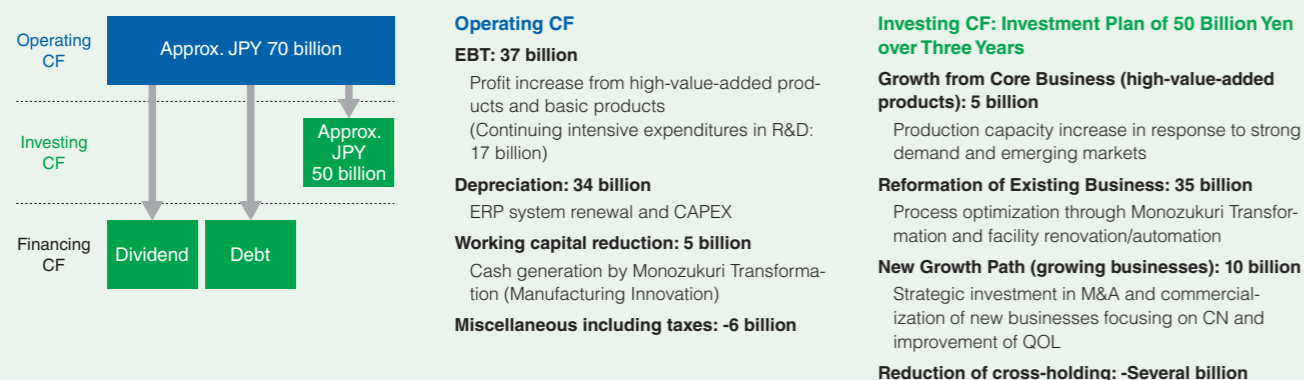 Operating
CF
Approx. JPY 70 billion
Investing
CF
Approx.
JPY
50 billion
Financing
CF
Dividend
Debt
Operating CF
EBT: 37 billion
Profit increase from high-value-added prod-
ucts and basic products
(Continuing intensive expenditures in R&D:
17 billion)
Depreciation: 34 billion
ERP system renewal and CAPEX
Working capital reduction: 5 billion
Cash generation by Monozukuri Transforma-
tion (Manufacturing Innovation)
Miscellaneous including taxes: -6 billion
Investing CF: Investment Plan of 50 Billion Yen
over Three Years
Growth from Core Business (high-value-added
products): 5 billion
Production capacity increase in response to strong
demand and emerging markets
Reformation of Existing Business: 35 billion
Process optimization through Monozukuri Transfor-
mation and facility renovation/automation
New Growth Path (growing businesses): 10 billion
Strategic investment in M&A and commercial-
ization of new businesses focusing on CN and
improvement of QOL
Reduction of cross-holding: -Several billion